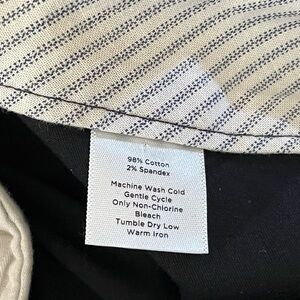 98% Cotton
2% Spandex
Machine Wash Cold
Gentle Cycle
Only Non-Chlorine
Bleach
Tumble Dry Low
Warm Iron